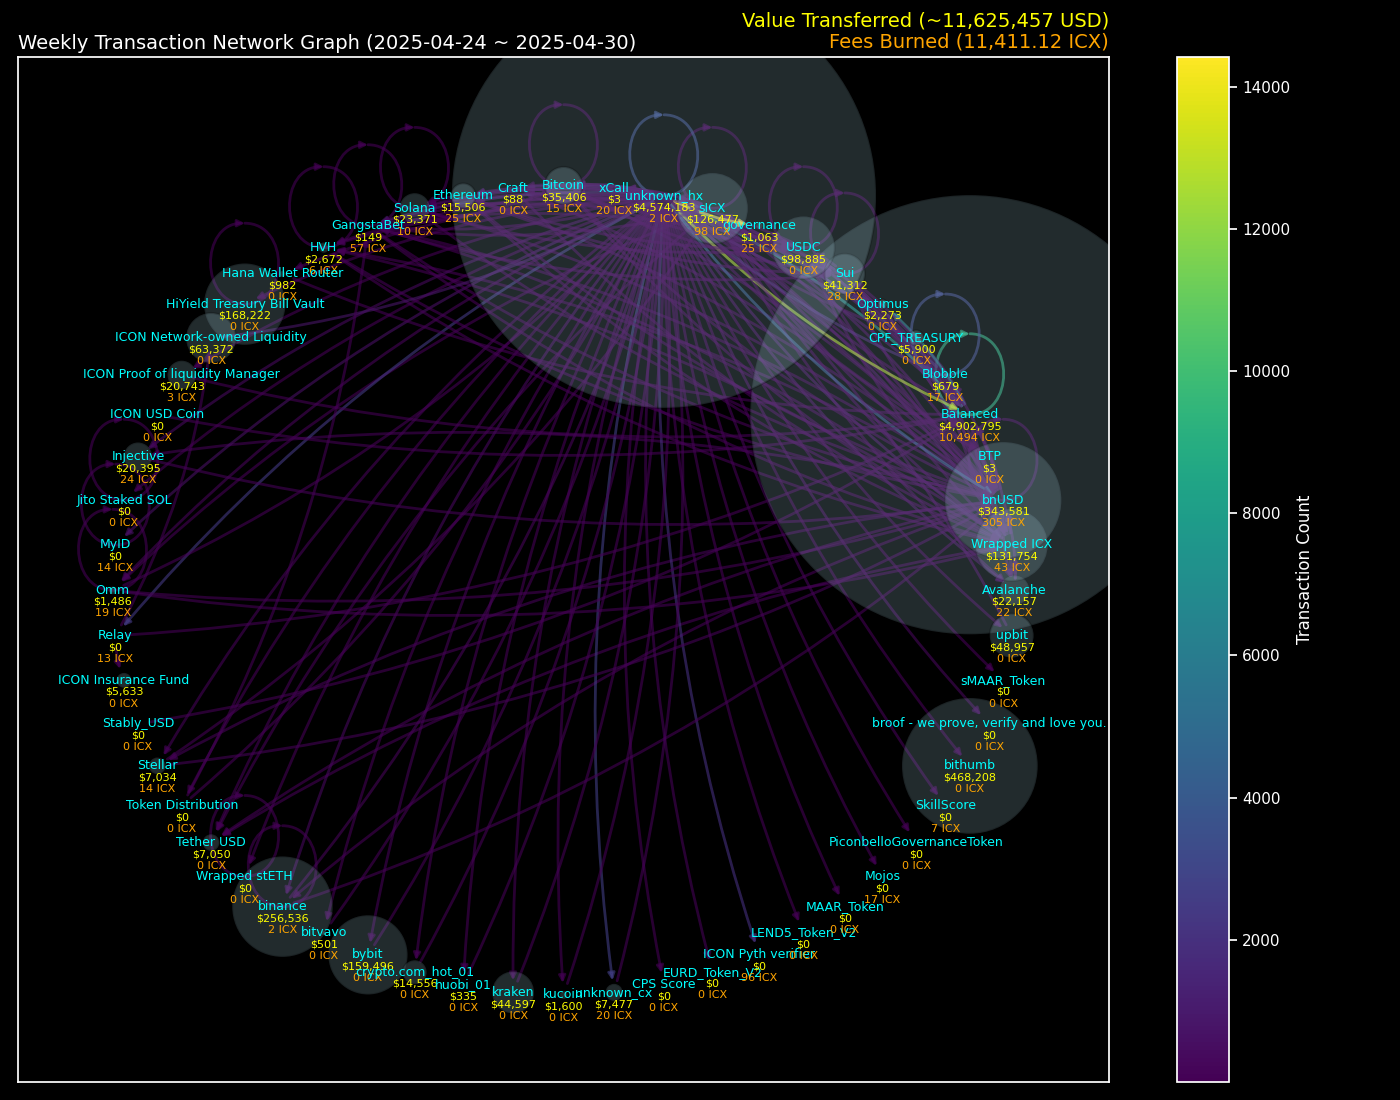 Value Transferred (~11,625,457 USD)
Weekly Transaction Network Graph (2025-04-24 ~ 2025-04-30)
Fees Burned (11,411.12 ICX)
Bitcoin
$35,406
15 ICX
xCall
$3
20 ICX
unknown_hx
$4,574,183
2 ICX
Craft
$88
0 ICX
Ethereum
$15,506
25 ICX
sICX
$126,477
98 ICX
Solana
$23,371
10 ICX
governance
$1,063
25 ICX
$149
57 ICX
HVH
$2,672
6 ICX
USDC
$98,885
0 ICX
Hana Wallet Router
$982
0 ICX
Sui
$41,312
28 ICX
HiYield Treasury Bill Vault
$168,222
0 ICX
Optimus
$2,273
0 ICX
ICON Network-owned Liquidity
$63,372
0 ICX
CPF_TREASURY
$5,900
0 ICX
ICON Proof of liquidity Manager
$20,743
3 ICX
Blobble
$679
17 ICX
ICON USD Coin
$0
0 ICX
Balanced
$4,902,795
10,494 ICX
Injective
$20,395
24 ICX
BTP
$3
0 ICX
Jito Staked SOL
$0
0 ICX
bnUSD
$343,581
305 ICX
MyID
$0
14 ICX
Wrapped ICX
$131,754
43 ICX
Omm
$1,486
19 ICX
Avalanche
$22,157
22 ICX
Relay
$0
13 ICX
upbit
$48,957
0 ICX
ICON Insurance Fund
$5,633
0 ICX
sMAAR_Token
$0
0 ICX
Stably_USD
$0
0 ICX
broof - we prove, verify and love you.
$0
0 ICX
Stellar
$7,034
14 ICX
bithumb
$468,208
0 ICX
Token Distribution
$0
0 ICX
SkillScore
$0
7 ICX
Tether USD
$7,050
0 ICX
PiconbelloGovernanceToken
$0
0 ICX
Wrapped stETH
$0
0 ICX
Mojos
$0
17 ICX
binance
$256,536
2 ICX
MAAR_Token
$0
0 ICX
bitvavo
$501
0 ICX
LEND5_Token_V2
$0
0 ICX
bybit
$159,496
0 ICX
ICON Pyth verifier
$0
96 ICX
crypto.com_hot_01
$14,556
0 ICX
EURD_Token_V2
$0
0 ICX
huobi_01
$335
0 ICX
CPS Score
$0
0 ICX
kraken
$44,597
0 ICX
kucoin
$1,600
0 ICX
unknown_cx
$7,477
20 ICX
14000
12000
10000
8000
6000
4000
2000
Transaction Count